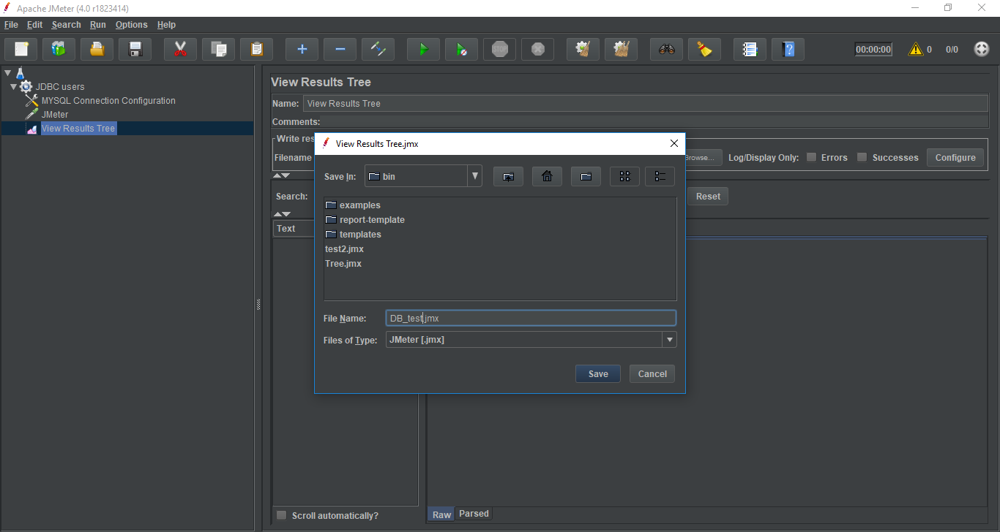 Apache JMeter (4.0 r1823414)
File Edit Search Run Options Help
STOP
00:00:00 0 0/0
JDBC users
MYSQL Connection Configuration
JMeter
View Results Tree
View Results Tree
Name: View Results Tree
Comments:
Write res
Filename
Browse... Log/Display Only: Errors Successes Configure
Search:
Reset
Text
View Results Tree.jmx
Save In: bin
examples
report-template
templates
test2.jmx
Tree.jmx
File Name: DB_test.jmx
Files of Type: JMeter [.jmx]
Save Cancel
Scroll automatically?
Raw Parsed